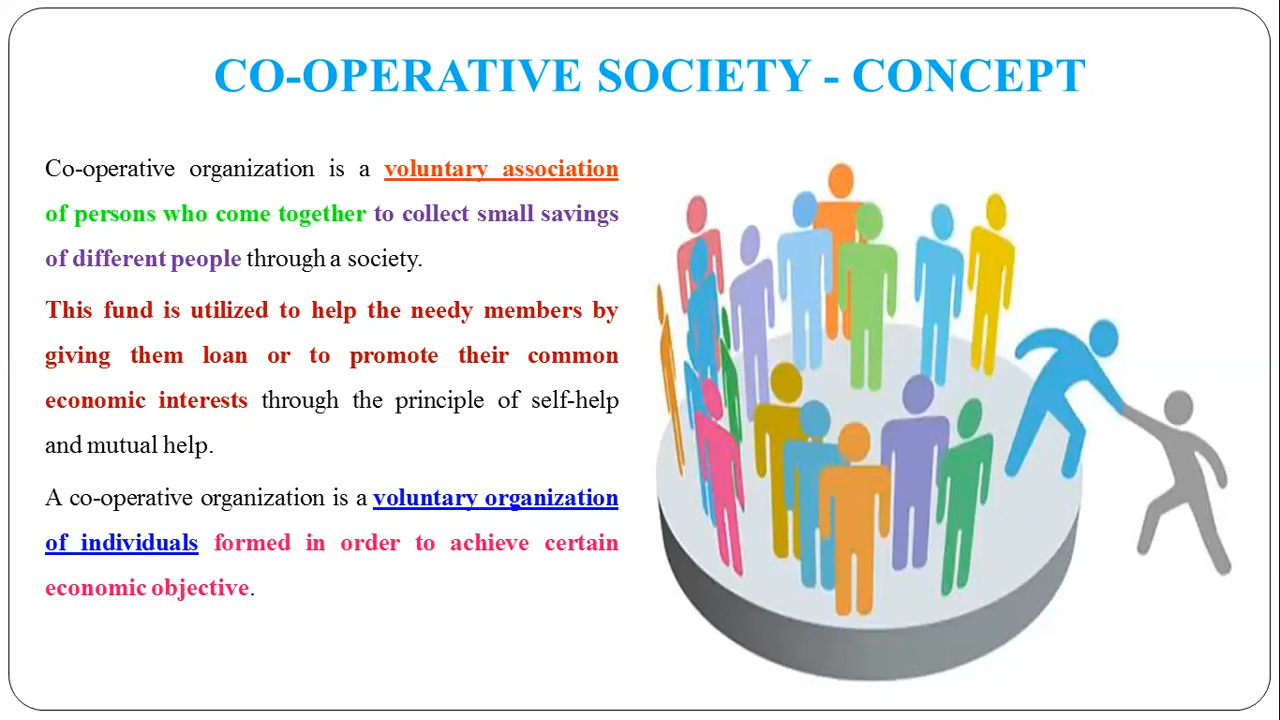 CO-OPERATIVE SOCIETY - CONCEPT
Co-operative organization is a voluntary association
of persons who come together to collect small savings
of different people through a society.
This fund is utilized to help the needy members by
giving them loan or to promote their common
economic interests through the principle of self-help
and mutual help.
A co-operative organization is a voluntary organization
of individuals formed in order to achieve certain
economic objective.